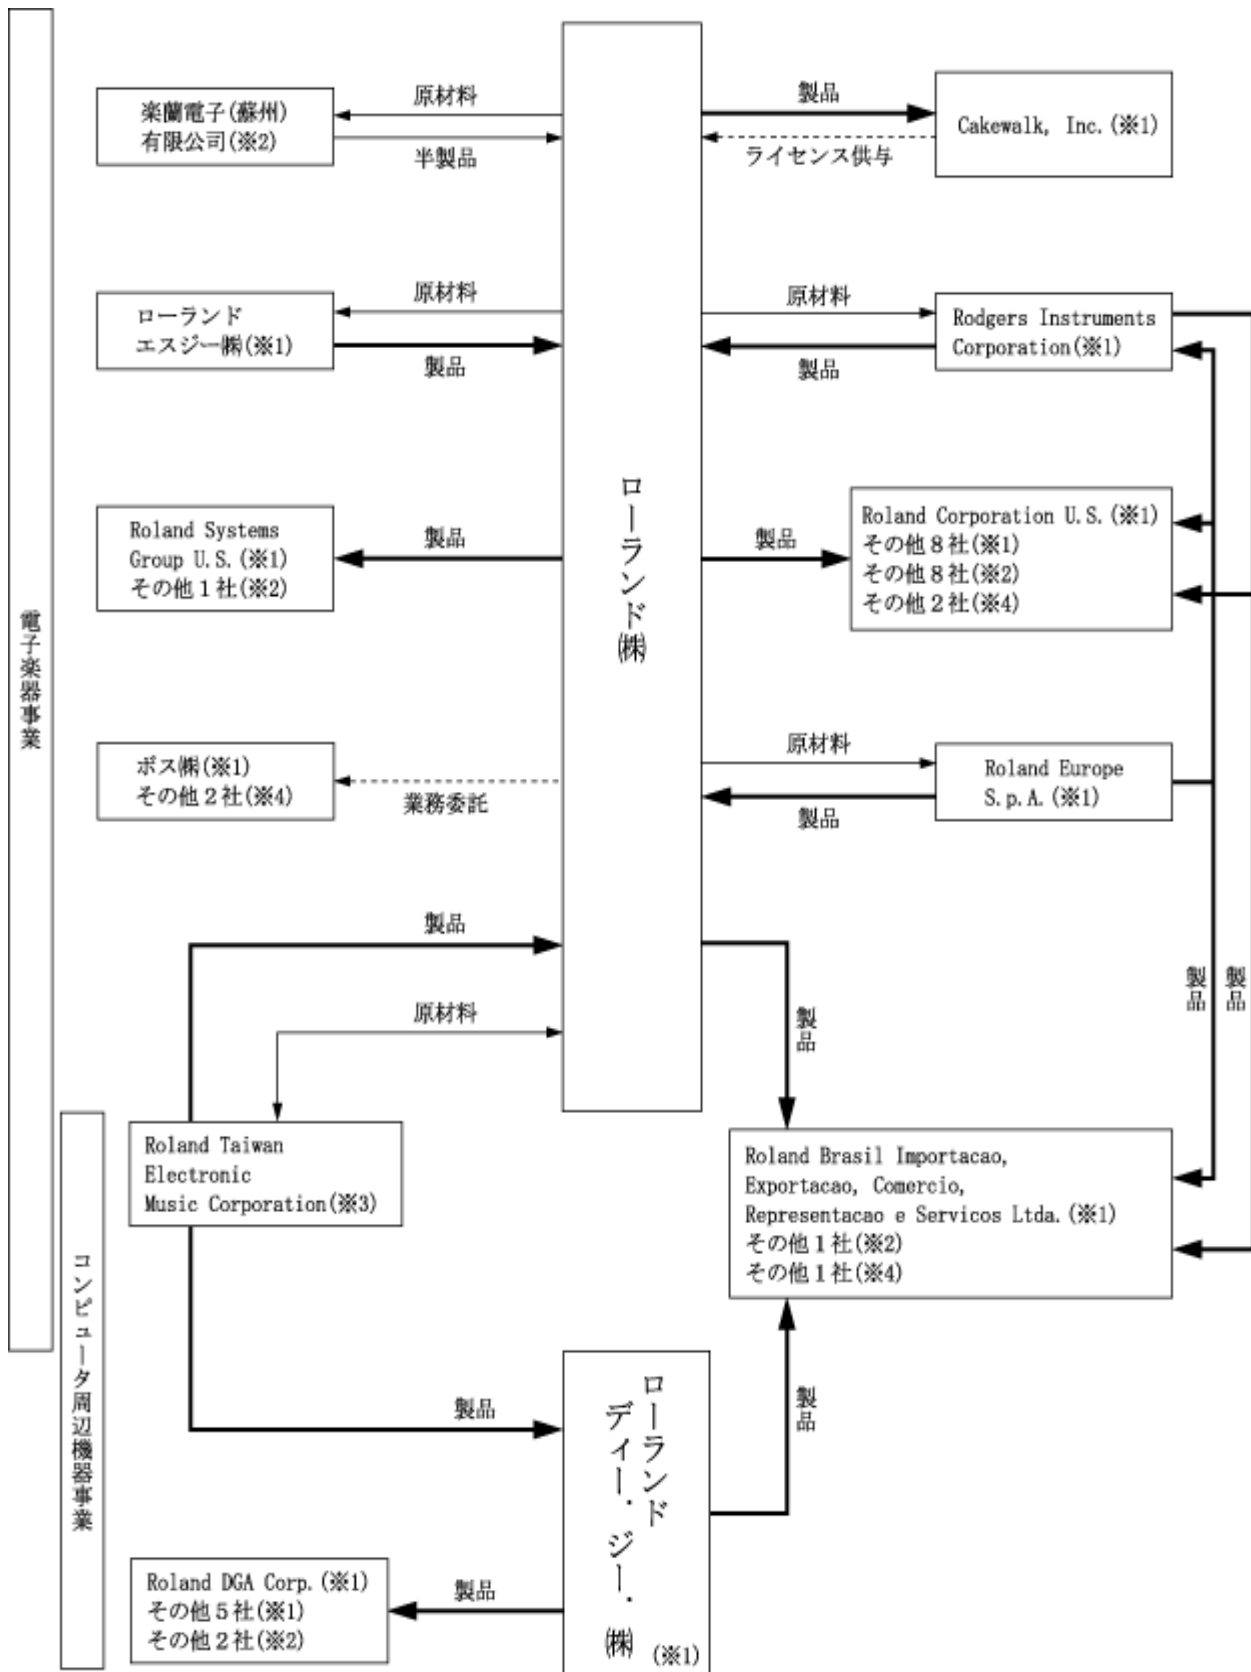 電子楽器事業
コンピュータ周辺機器事業
楽蘭電子(蘇州)
有限公司(※2)
原材料
半製品
製品
ライセンス供与
Cakewalk, Inc.(※1)
ローランド
エスジー㈱(※1)
原材料
製品
原材料
製品
Rodgers Instruments
Corporation(※1)
Roland Systems
Group U.S.(※1)
その他1社(※2)
製品
ローランド㈱
製品
Roland Corporation U.S.(※1)
その他8社(※1)
その他8社(※2)
その他2社(※4)
ボス㈱(※1)
その他2社(※4)
業務委託
原材料
製品
Roland Europe
S.p.A.(※1)
製品
原材料
製品
製品
製品
Roland Taiwan
Electronic
Music Corporation(※3)
Roland Brasil Importacao,
Exportacao, Comercio,
Representacao e Servicos Ltda.(※1)
その他1社(※2)
その他1社(※4)
製品
ローランド
ディー．ジー．㈱
(※1)
製品
Roland DGA Corp.(※1)
その他5社(※1)
その他2社(※2)
製品